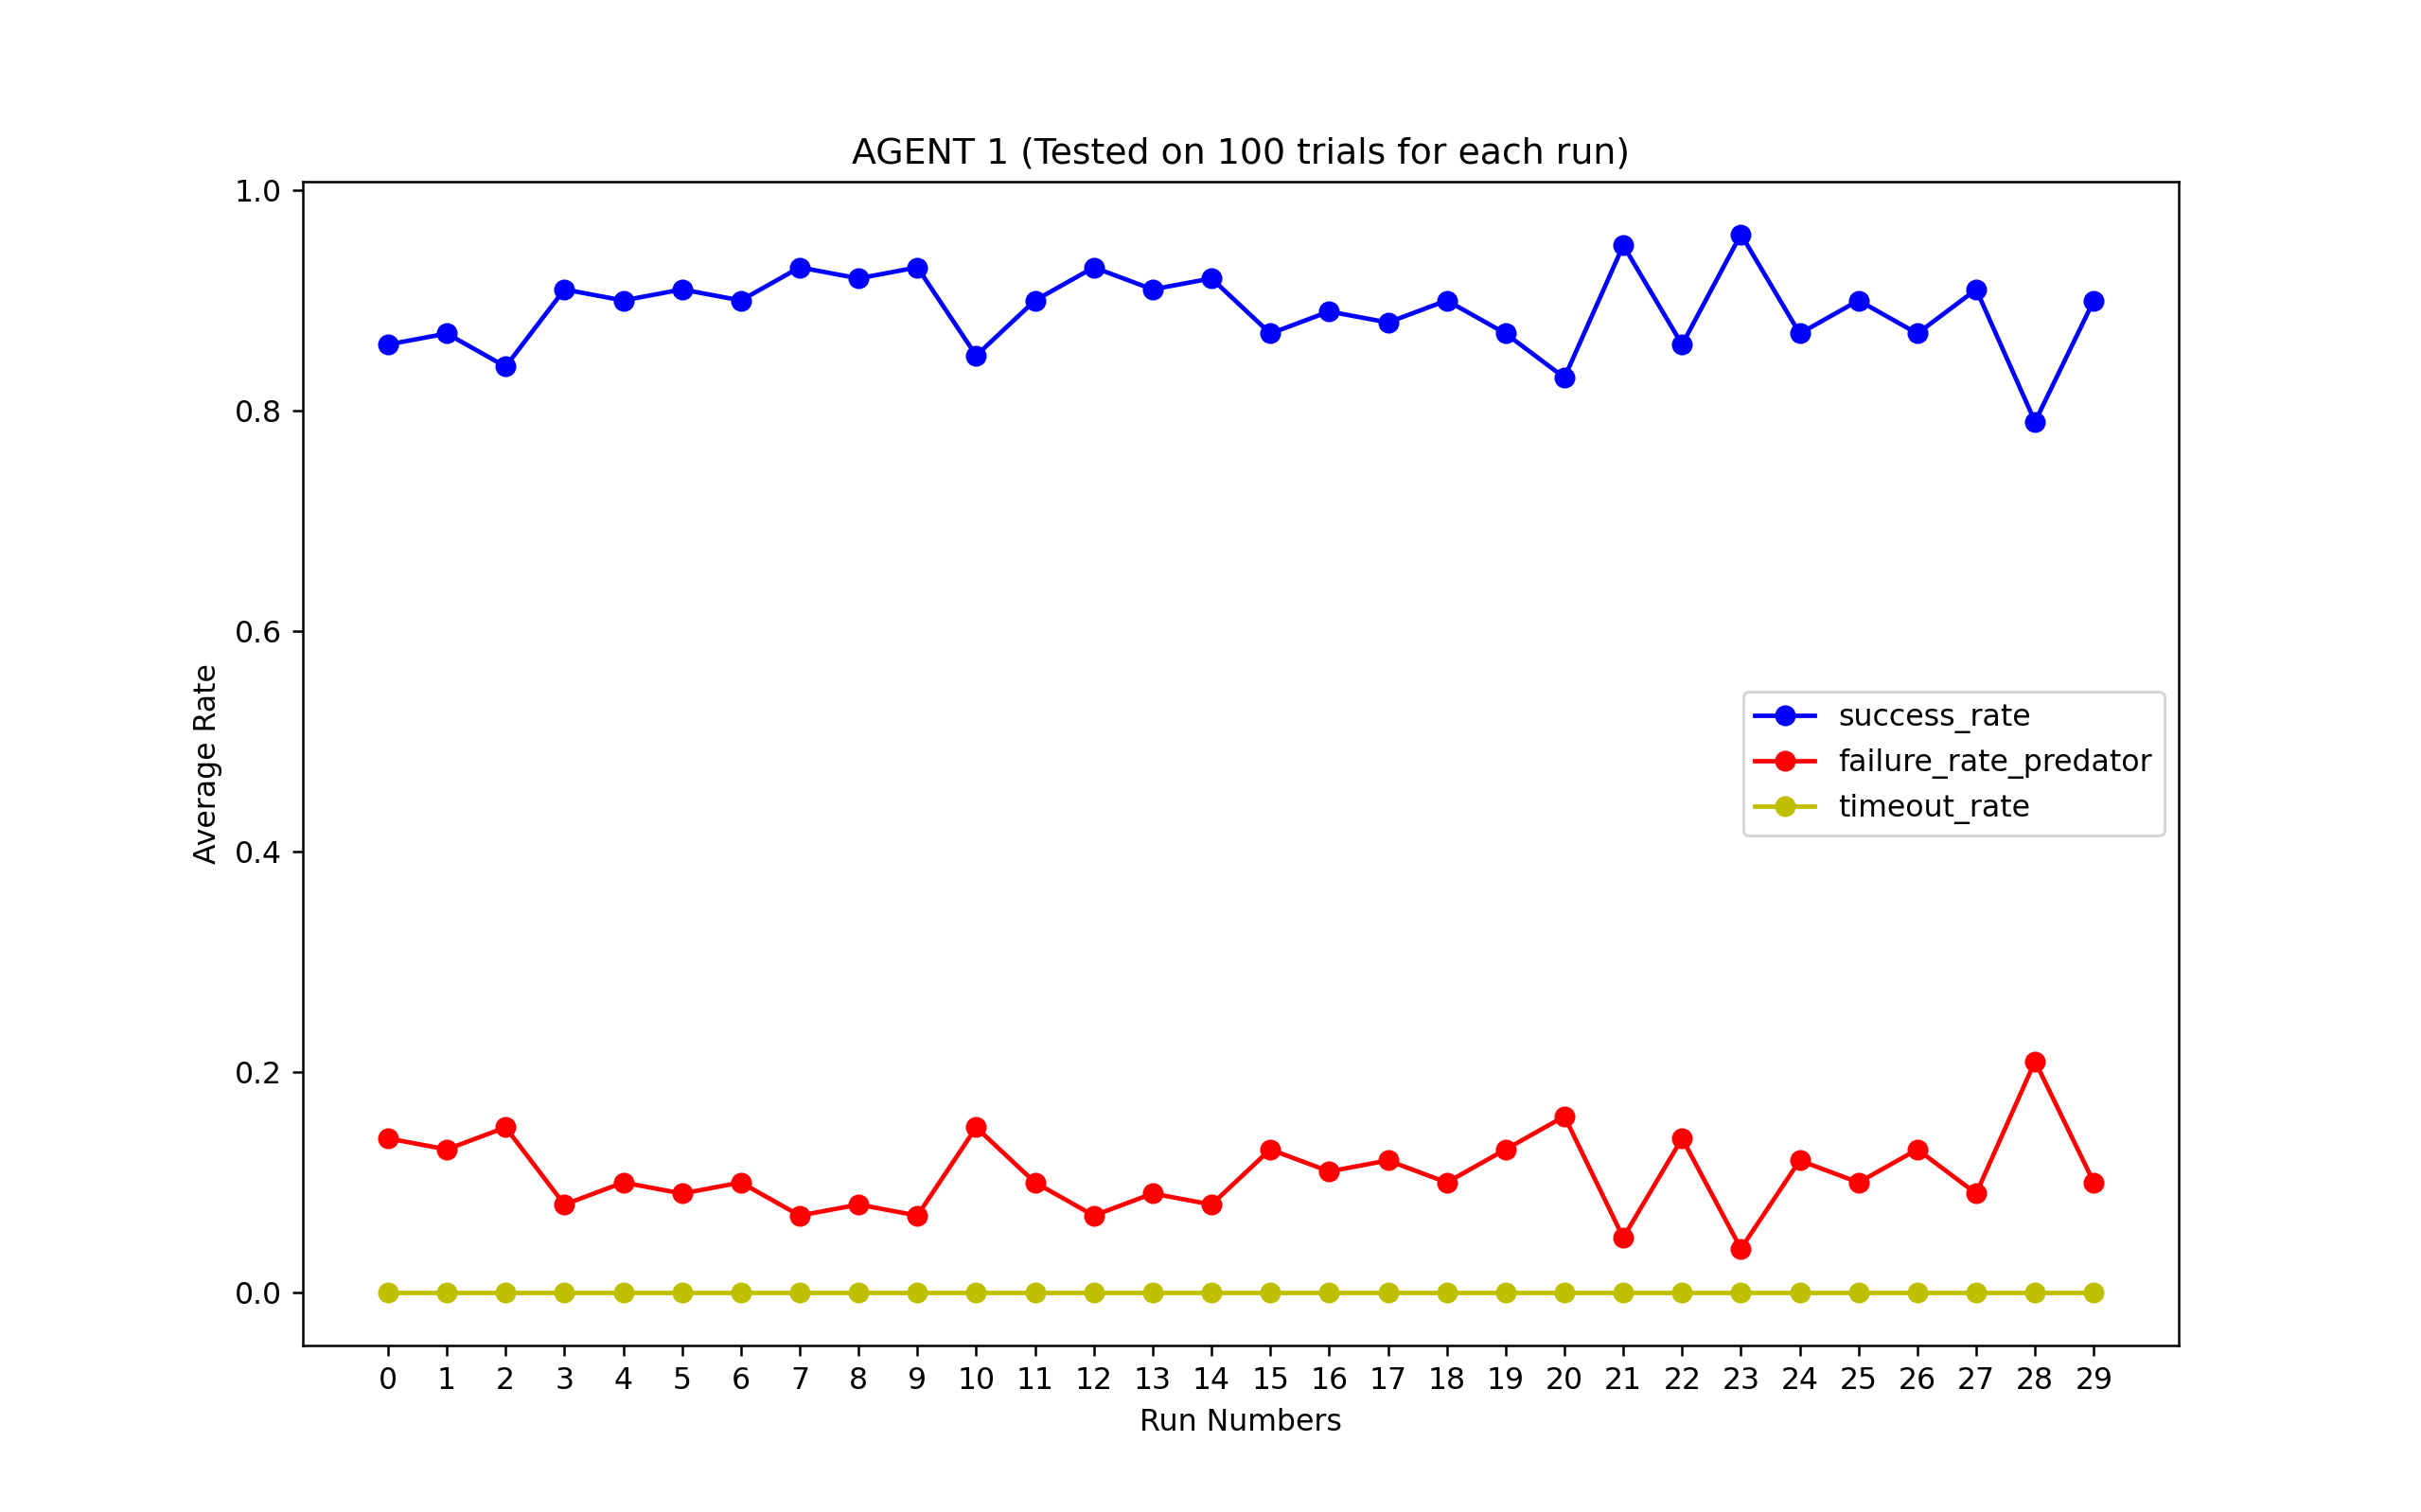 AGENT 1 (Tested on 100 trials for each run)
1.0
0.8
0.6
0.4
0.2
0.0
Average Rate
success_rate
failure_rate_predator
timeout_rate
0 1 2 3 4 5 6 7 8 9 10 11 12 13 14 15 16 17 18 19 20 21 22 23 24 25 26 27 28 29
Run Numbers